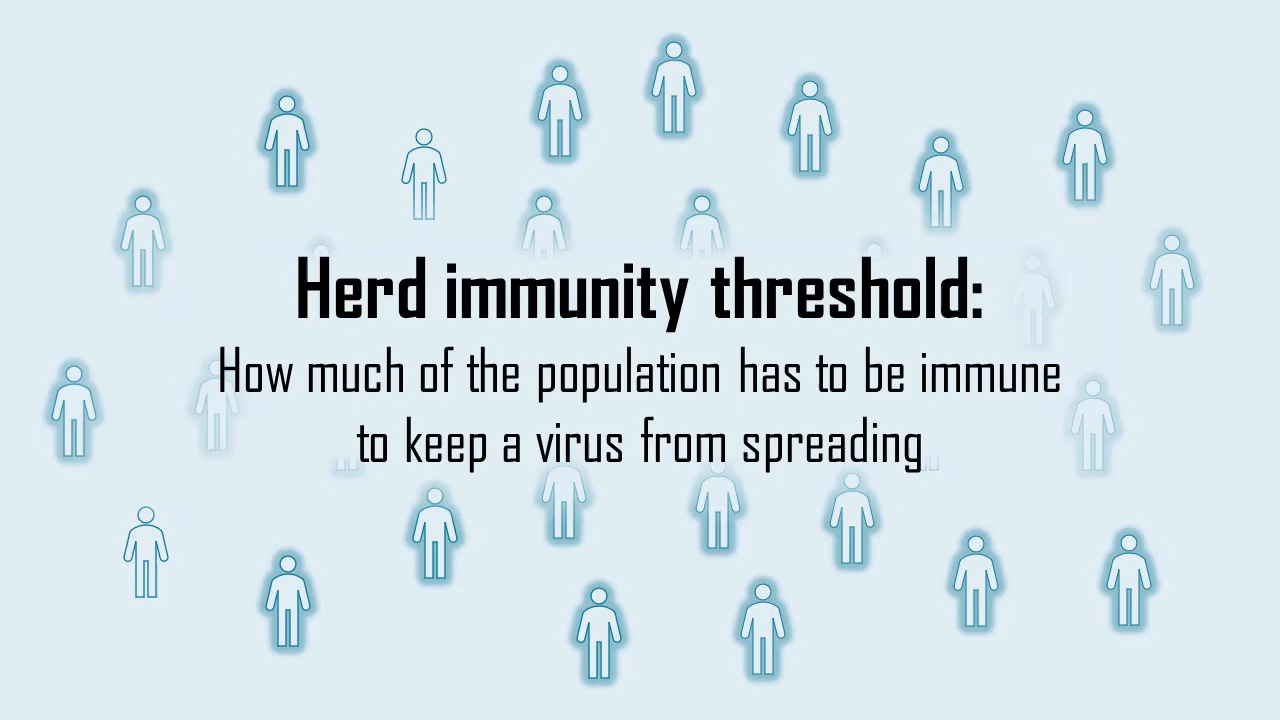 Herd immunity threshold:
How much of the population has to be immune
to keep a virus from spreading